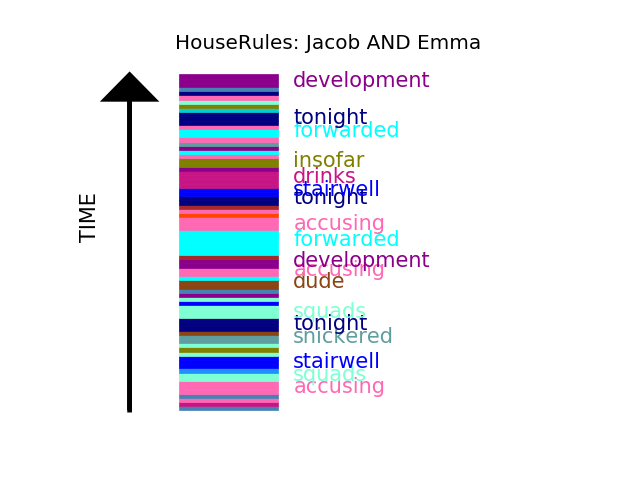 HouseRules: Jacob AND Emma
development
tonight
forwarded
insofar
drinks
stairwell
tonight
accusing
forwarded
development
accusing
dude
squads
tonight
snickered
stairwell
squads
accusing
TIME